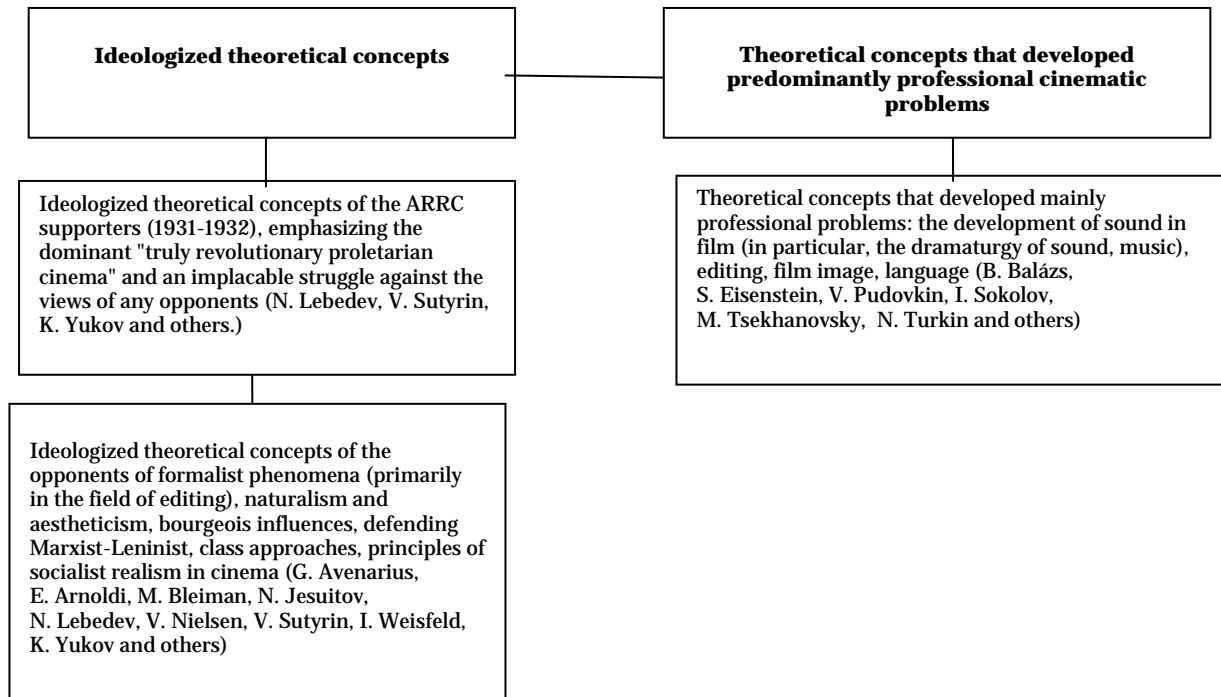 Ideologized theoretical concepts
Theoretical concepts that developed
predominantly professional cinematic
problems
Ideologized theoretical concepts of the ARRC
supporters (1931-1932), emphasizing the
dominant "truly revolutionary proletarian
cinema" and an implacable struggle against the
views of any opponents (N. Lebedev, V. Sutyrin,
K. Yukov and others.)
Theoretical concepts that developed mainly
professional problems: the development of sound in
film (in particular, the dramaturgy of sound, music),
editing, film image, language (B. Balázs,
S. Eisenstein, V. Pudovkin, I. Sokolov,
M. Tsekhanovsky, N. Turkin and others)
Ideologized theoretical concepts of the
opponents of formalist phenomena (primarily
in the field of editing), naturalism and
aestheticism, bourgeois influences, defending
Marxist-Leninist, class approaches, principles of
socialist realism in cinema (G. Avenarius,
E. Arnoldi, M. Bleiman, N. Jesuitov,
N. Lebedev, V. Nielsen, V. Sutyrin, I. Weisfeld,
K. Yukov and others)